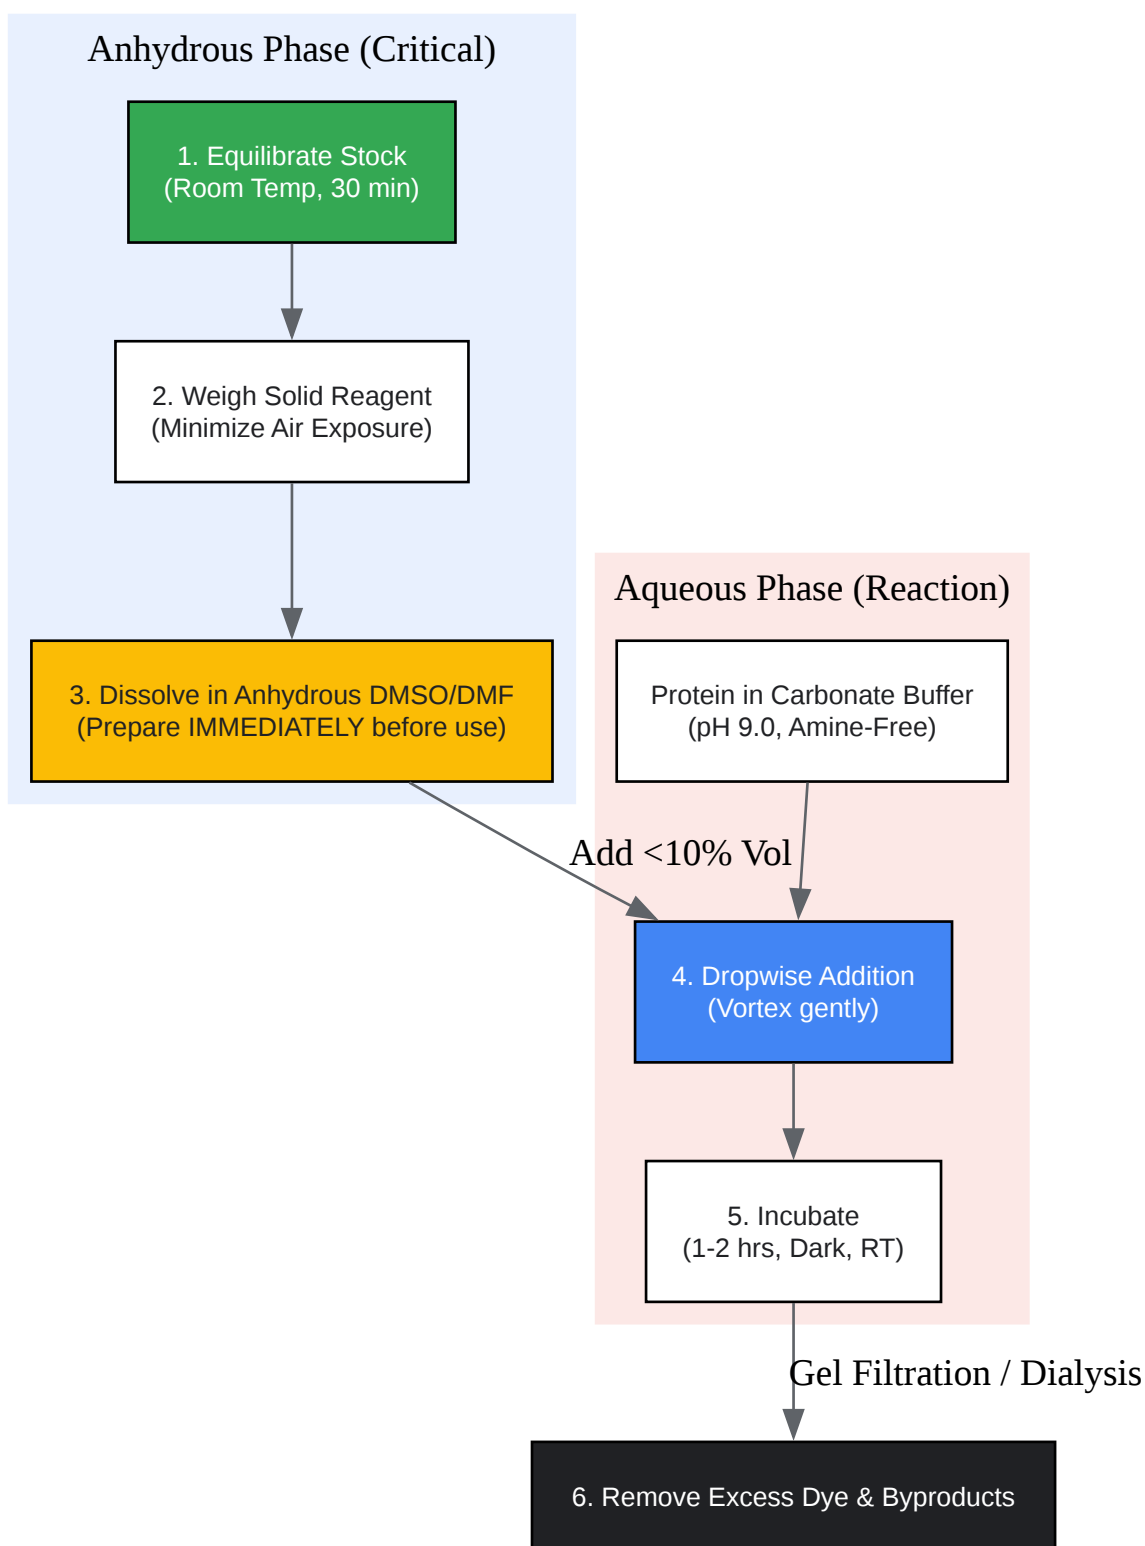 Anhydrous Phase (Critical)
1. Equilibrate Stock
(Room Temp, 30 min)
2. Weigh Solid Reagent
(Minimize Air Exposure)
3. Dissolve in Anhydrous DMSO/DMF
(Prepare IMMEDIATELY before use)
Aqueous Phase (Reaction)
Protein in Carbonate Buffer
(pH 9.0, Amine-Free)
Add <10% Vol
4. Dropwise Addition
(Vortex gently)
5. Incubate
(1-2 hrs, Dark, RT)
Gel Filtration / Dialysis
6. Remove Excess Dye & Byproducts